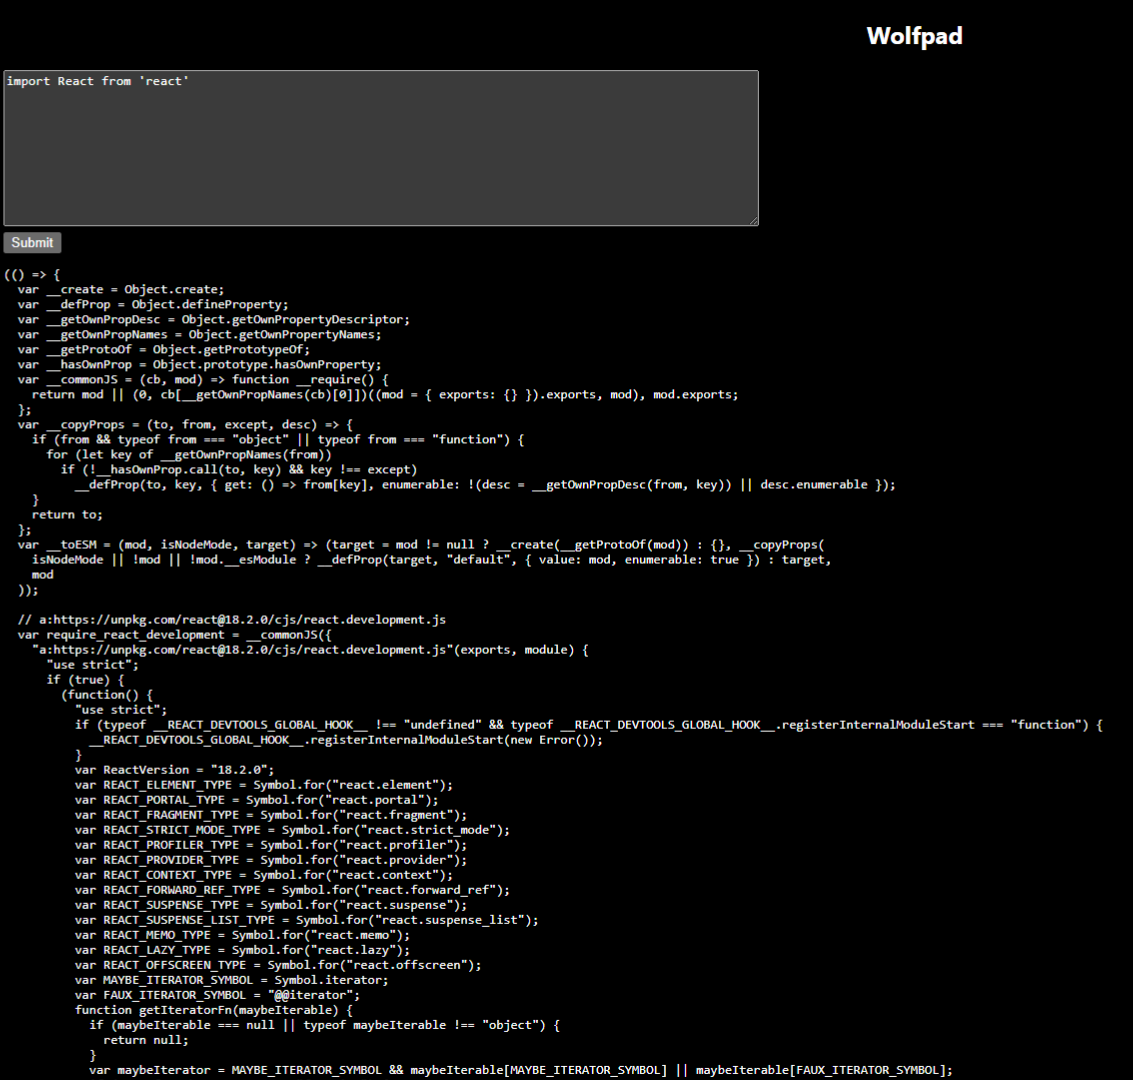 Wolfpad
import React from 'react'
Submit
(() => {
  var __create = Object.create;
  var __defProp = Object.defineProperty;
  var __getOwnPropDesc = Object.getOwnPropertyDescriptor;
  var __getOwnPropNames = Object.getOwnPropertyNames;
  var __getProtoOf = Object.getPrototypeOf;
  var __hasOwnProp = Object.prototype.hasOwnProperty;
  var __commonJS = (cb, mod) => function __require() {
    return mod || (0, cb[__getOwnPropNames(cb)[0]])((mod = { exports: {} }).exports, mod), mod.exports;
  };
  var __copyProps = (to, from, except, desc) => {
    if (from && typeof from === "object" || typeof from === "function") {
      for (let key of __getOwnPropNames(from))
        if (!__hasOwnProp.call(to, key) && key !== except)
          __defProp(to, key, { get: () => from[key], enumerable: !(desc = __getOwnPropDesc(from, key)) || desc.enumerable });
    }
    return to;
  };
  var __toESM = (mod, isNodeMode, target) => (target = mod != null ? __create(__getProtoOf(mod)) : {}, __copyProps(
    isNodeMode || !mod || !mod.__esModule ? __defProp(target, "default", { value: mod, enumerable: true }) : target,
    mod
  ));
  // a:https://unpkg.com/react@18.2.0/cjs/react.development.js
  var require_react_development = __commonJS({
    "a:https://unpkg.com/react@18.2.0/cjs/react.development.js"(exports, module) {
      "use strict";
      if (true) {
        (function() {
          "use strict";
          if (typeof __REACT_DEVTOOLS_GLOBAL_HOOK__ !== "undefined" && typeof __REACT_DEVTOOLS_GLOBAL_HOOK__.registerInternalModuleStart === "function") {
            __REACT_DEVTOOLS_GLOBAL_HOOK__.registerInternalModuleStart(new Error());
          }
          var ReactVersion = "18.2.0";
          var REACT_ELEMENT_TYPE = Symbol.for("react.element");
          var REACT_PORTAL_TYPE = Symbol.for("react.portal");
          var REACT_FRAGMENT_TYPE = Symbol.for("react.fragment");
          var REACT_STRICT_MODE_TYPE = Symbol.for("react.strict_mode");
          var REACT_PROFILER_TYPE = Symbol.for("react.profiler");
          var REACT_PROVIDER_TYPE = Symbol.for("react.provider");
          var REACT_CONTEXT_TYPE = Symbol.for("react.context");
          var REACT_FORWARD_REF_TYPE = Symbol.for("react.forward_ref");
          var REACT_SUSPENSE_TYPE = Symbol.for("react.suspense");
          var REACT_SUSPENSE_LIST_TYPE = Symbol.for("react.suspense_list");
          var REACT_MEMO_TYPE = Symbol.for("react.memo");
          var REACT_LAZY_TYPE = Symbol.for("react.lazy");
          var REACT_OFFSCREEN_TYPE = Symbol.for("react.offscreen");
          var MAYBE_ITERATOR_SYMBOL = Symbol.iterator;
          var FAUX_ITERATOR_SYMBOL = "@@iterator";
          function getIteratorFn(maybeIterable) {
            if (maybeIterable === null || typeof maybeIterable !== "object") {
              return null;
            }
            var maybeIterator = MAYBE_ITERATOR_SYMBOL && maybeIterable[MAYBE_ITERATOR_SYMBOL] || maybeIterable[FAUX_ITERATOR_SYMBOL];